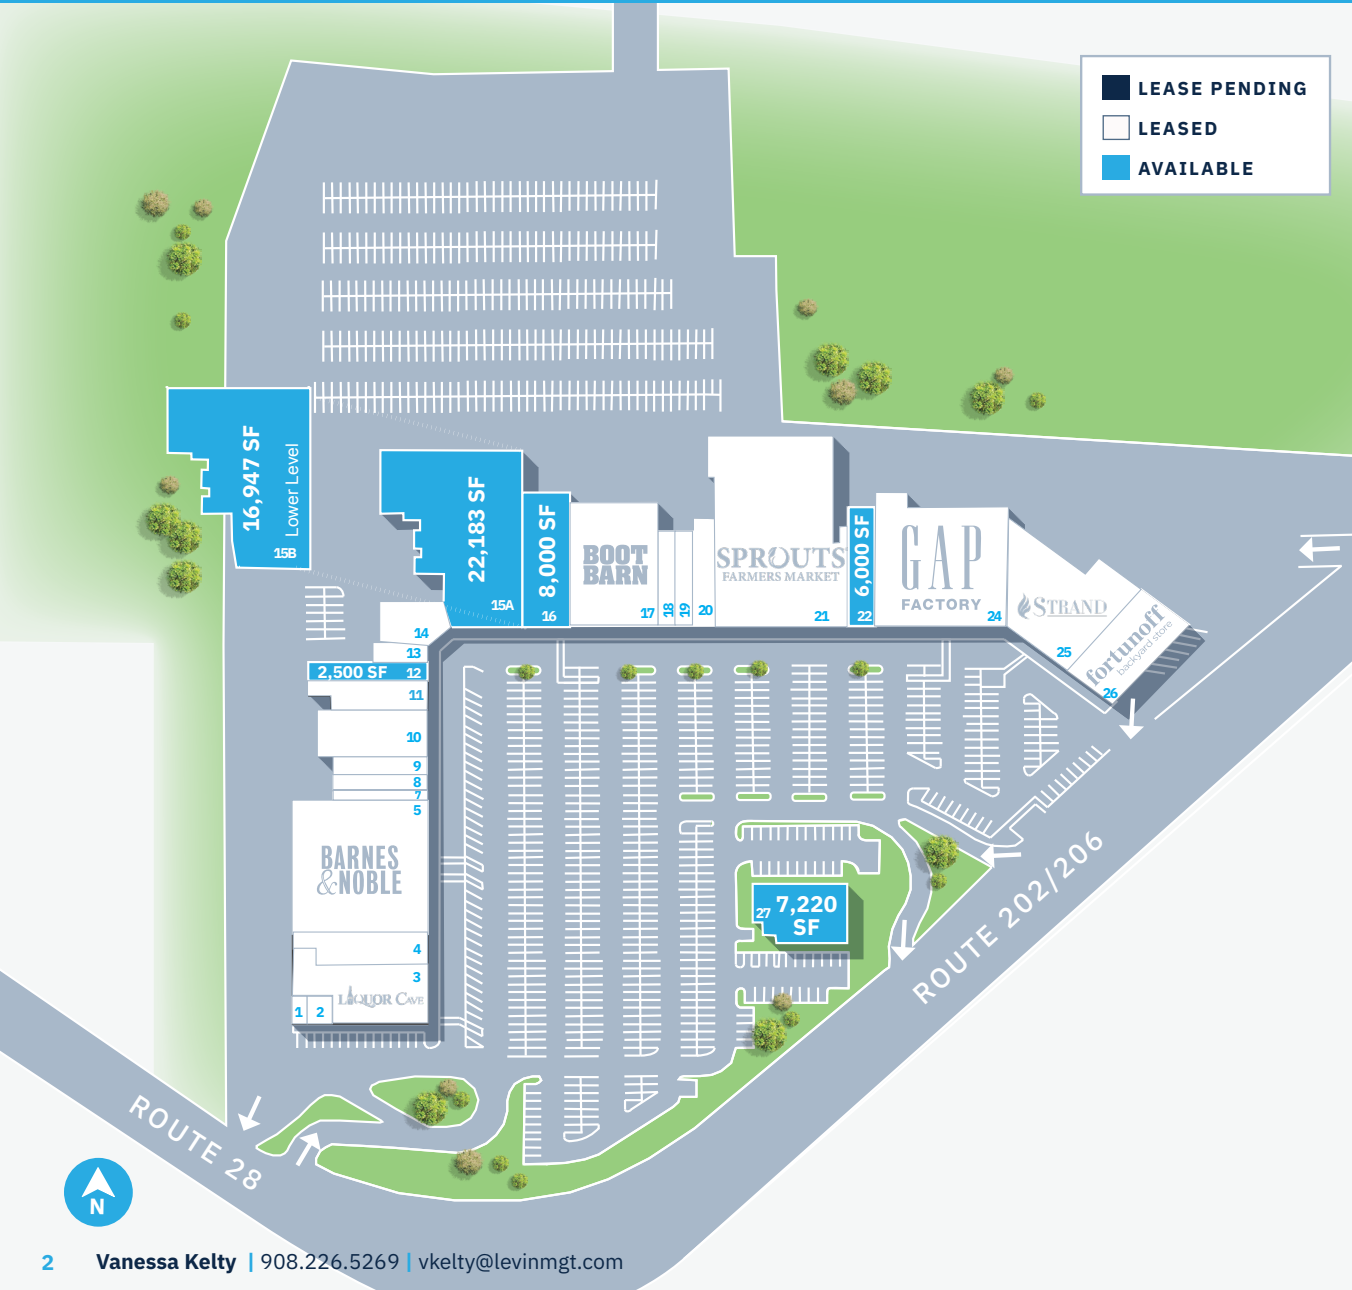 LEASE PENDING
LEASED
AVAILABLE
16,947 SF
Lower Level
15B
22,183 SF
15A
8,000 SF
16
BOOT
BARN
17
18
19
20
SPROUTS
FARMERS MARKET
21
6,000 SF
22
GAP
FACTORY
24
STRAND
25
fortunoff
backyard store
26
14
13
2,500 SF 12
11
10
9
8
7
5
BARNES
&NOBLE
4
3
LIQUOR CAVE
1
2
27 7,220
SF
ROUTE 202/206
ROUTE 28
N
2 Vanessa Kelty | 908.226.5269 | vkelty@levinmgt.com